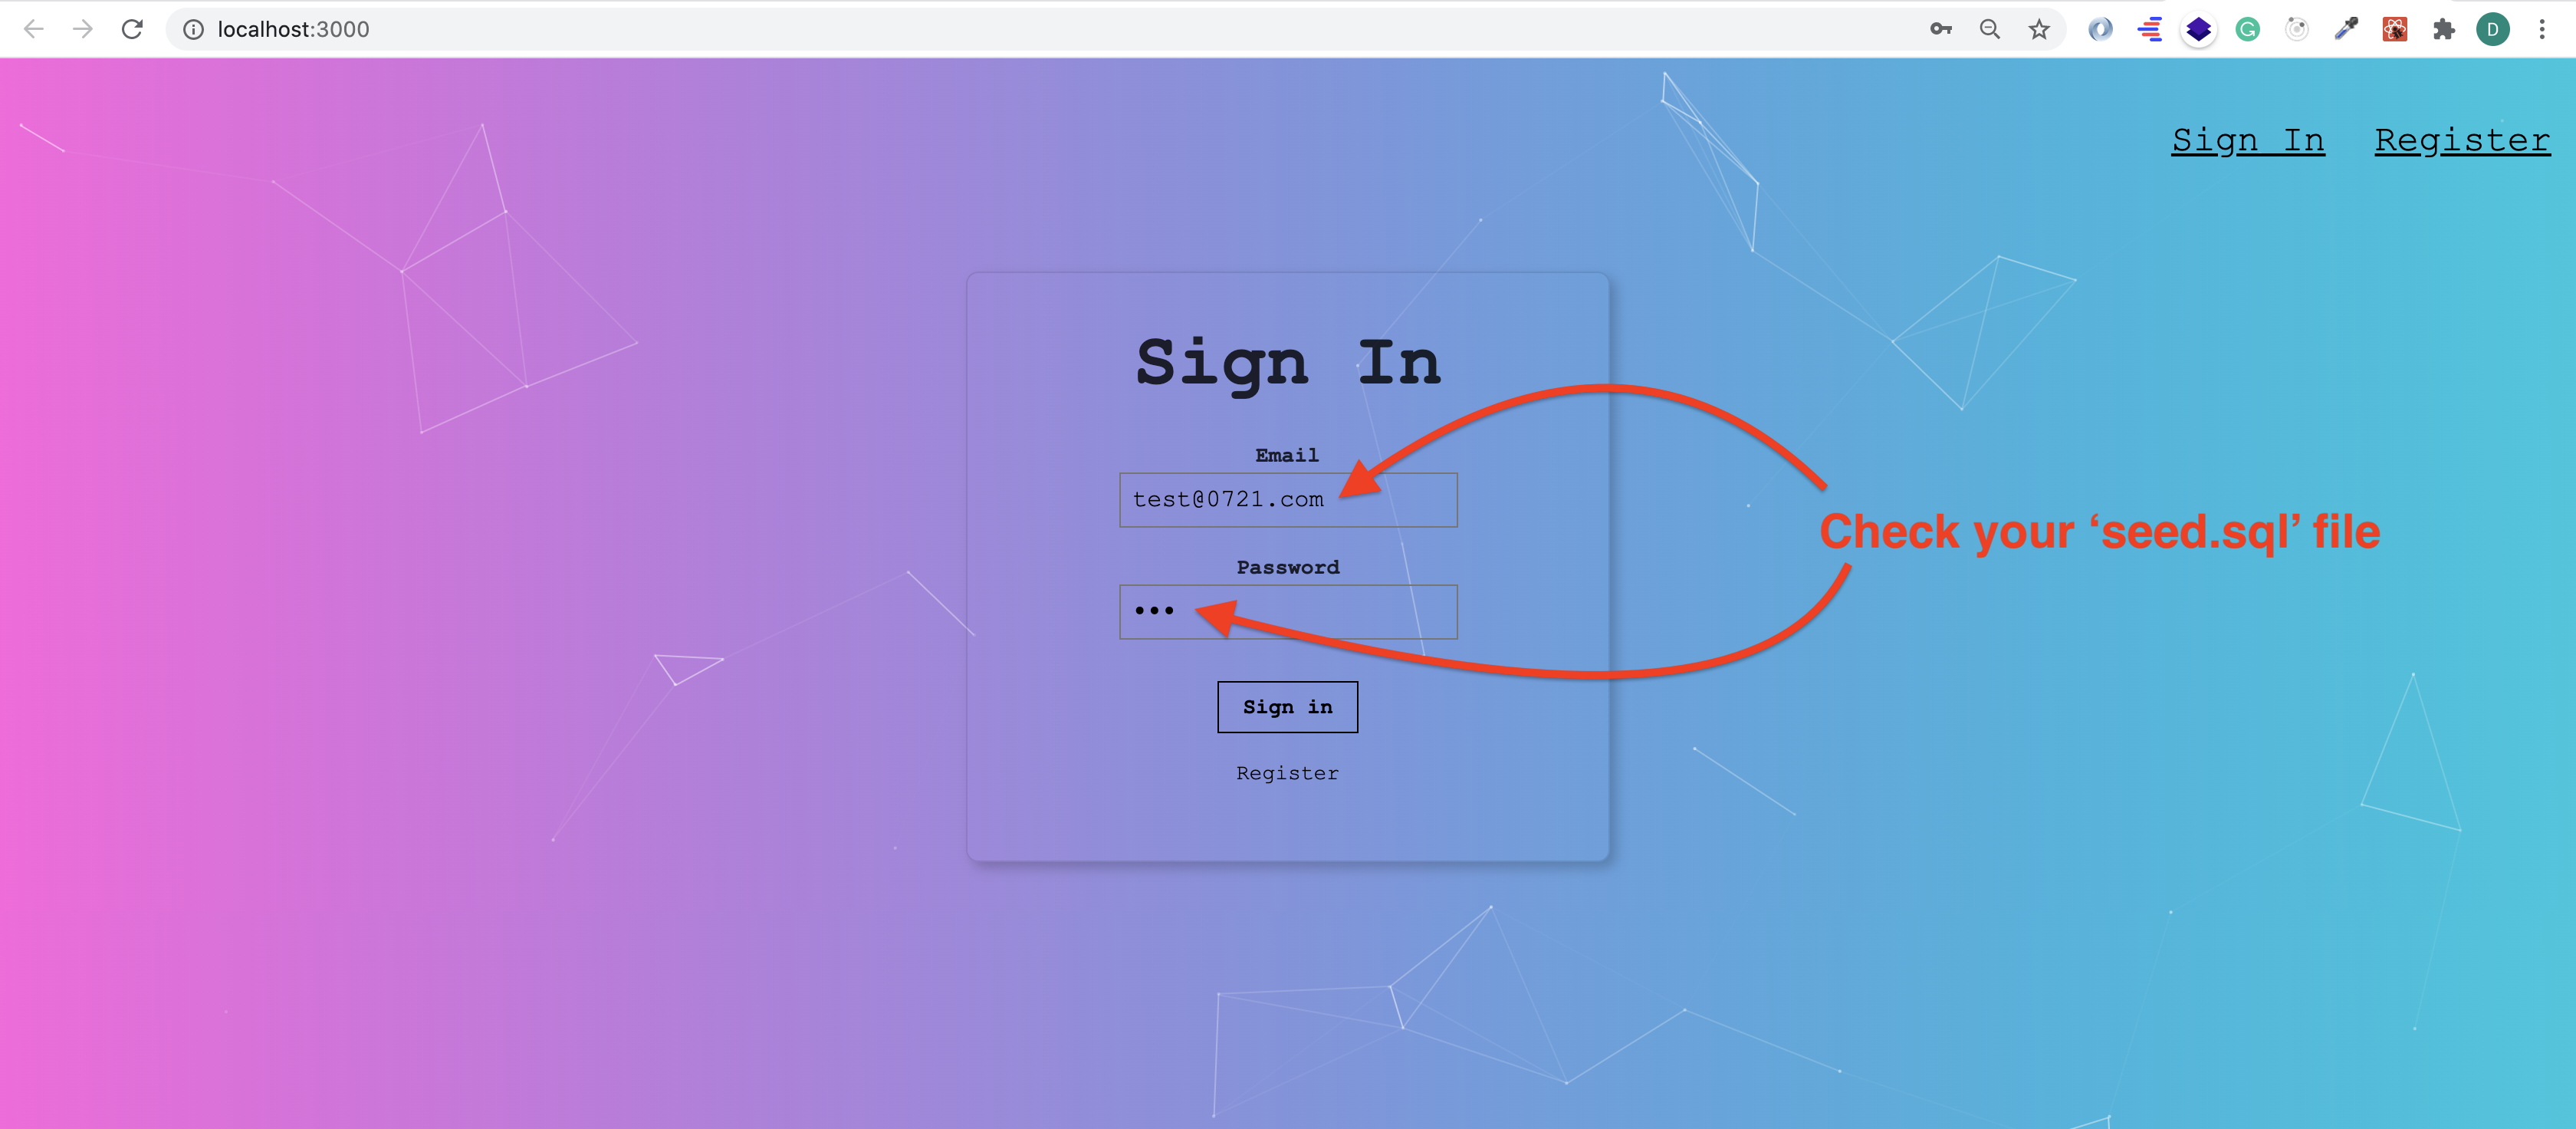 localhost:3000
D
Sign In Register
Sign In
Email
test@0721.com
Check your ‘seed.sql’ file
Password
•••
Sign in
Register